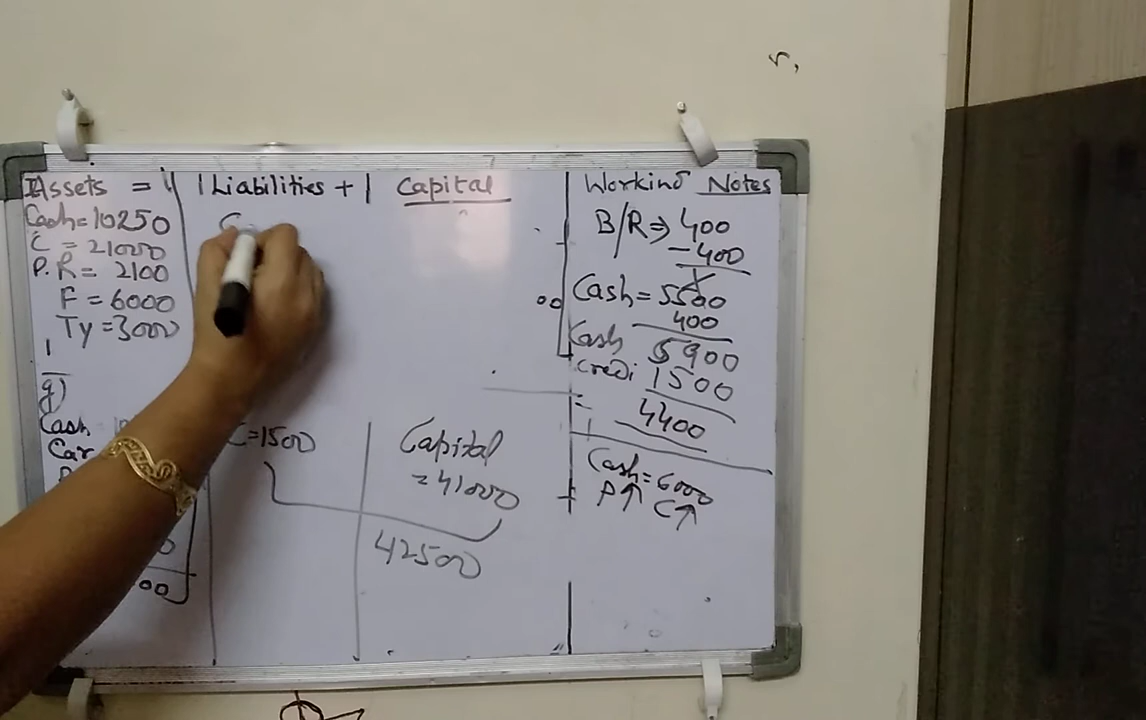 Assets = | Liabilities + | Capital | Working Notes
Cash=10250
C = 21000
P.R = 2100
F = 6000
Ty=3000
g)
Cash
Car
00
C
C=1500
Capital
=41000
42500
B/R⇒ 400
-400
Cash = 5500
400
Cash 5900
credi 1500
4400
Cash=6000
P↑ C↑